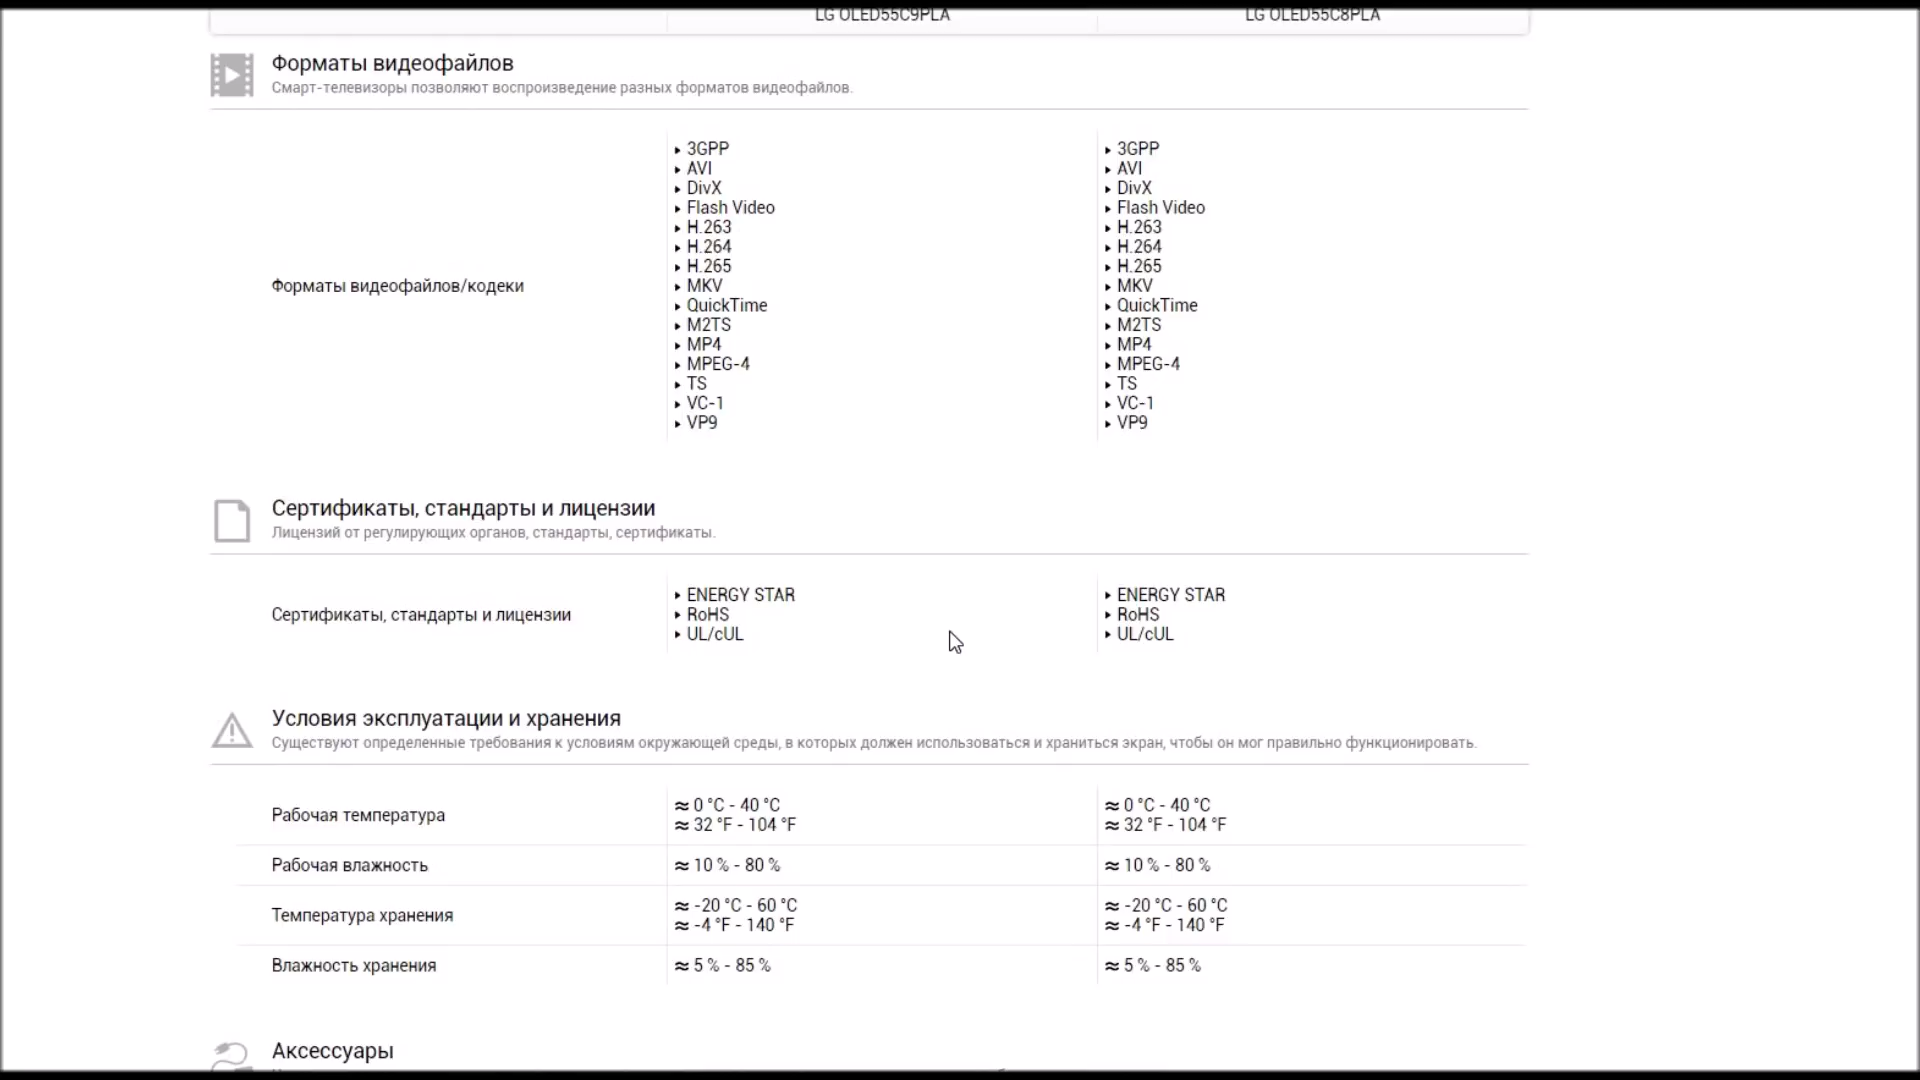 LG OLED55C9PLA LG OLED55C8PLA
Форматы видеофайлов
Смарт-телевизоры позволяют воспроизведение разных форматов видеофайлов.
Форматы видеофайлов/кодеки
3GPP 3GPP
AVI AVI
DivX DivX
Flash Video Flash Video
H.263 H.263
H.264 H.264
H.265 H.265
MKV MKV
QuickTime QuickTime
M2TS M2TS
MP4 MP4
MPEG-4 MPEG-4
TS TS
VC-1 VC-1
VP9 VP9
Сертификаты, стандарты и лицензии
Лицензий от регулирующих органов, стандарты, сертификаты.
Сертификаты, стандарты и лицензии
ENERGY STAR ENERGY STAR
RoHS RoHS
UL/cUL UL/cUL
Условия эксплуатации и хранения
Существуют определенные требования к условиям окружающей среды, в которых должен использоваться и храниться экран, чтобы он мог правильно функционировать.
Рабочая температура
≈ 0 °C - 40 °C ≈ 0 °C - 40 °C
≈ 32 °F - 104 °F ≈ 32 °F - 104 °F
Рабочая влажность ≈ 10 % - 80 % ≈ 10 % - 80 %
Температура хранения
≈ -20 °C - 60 °C ≈ -20 °C - 60 °C
≈ -4 °F - 140 °F ≈ -4 °F - 140 °F
Влажность хранения ≈ 5 % - 85 % ≈ 5 % - 85 %
Аксессуары